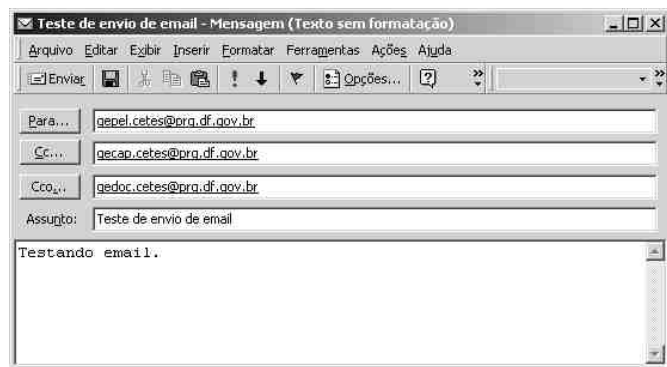 Teste de envio de email - Mensagem (Texto sem formatação)
Arquivo Editar Exibir Inserir Formatar Ferramentas Ações Ajuda
Enviar Opções...
Para... gepel.cetes@prg.df.gov.br
Cc... gecap.cetes@prg.df.gov.br
Cco... gedoc.cetes@prg.df.gov.br
Assunto: Teste de envio de email
Testando email.